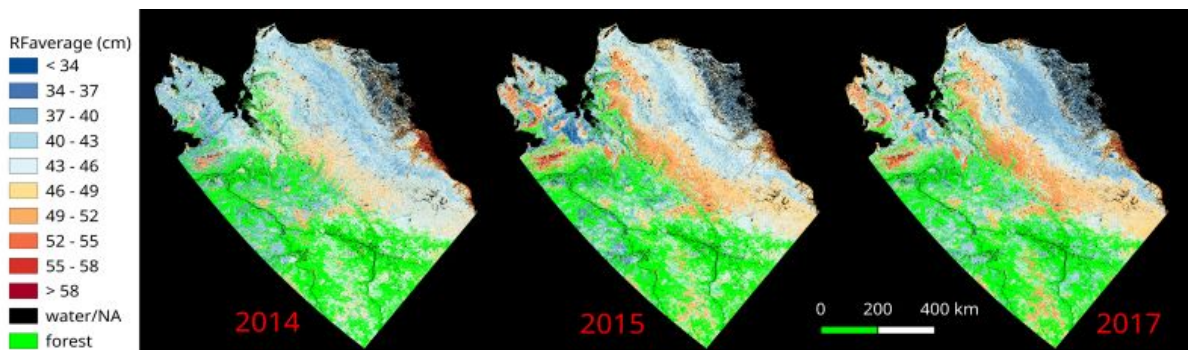 RFaverage (cm)
< 34
34 - 37
37 - 40
40 - 43
43 - 46
46 - 49
49 - 52
52 - 55
55 - 58
> 58
water/NA
forest
2014
2015
0 200 400 km
2017